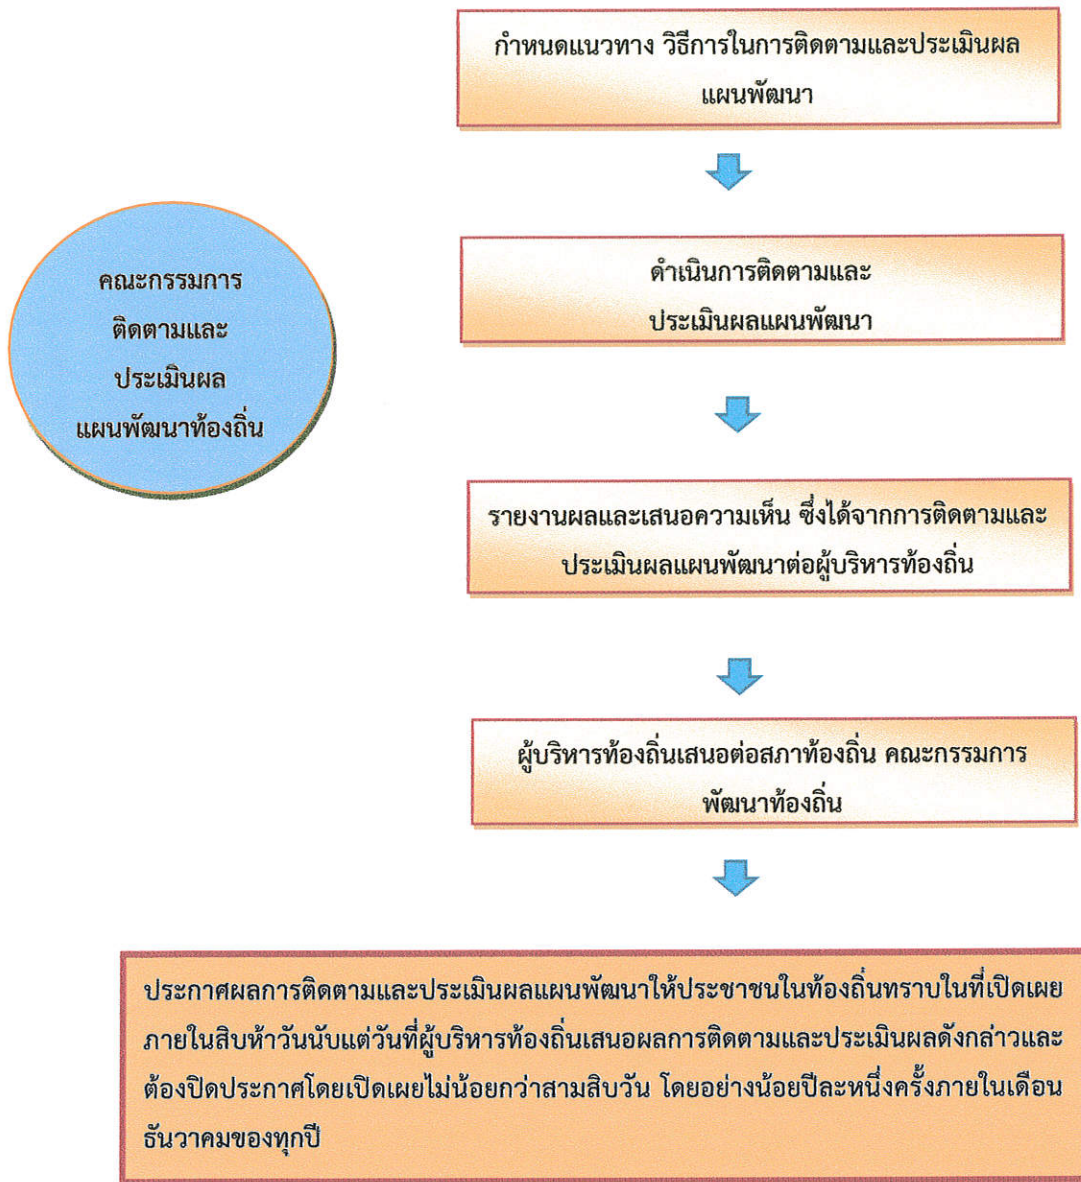 กำหนดแนวทาง วิธีการในการติดตามและประเมินผล
แผนพัฒนา
คณะกรรมการ
ติดตามและ
ประเมินผล
แผนพัฒนาท้องถิ่น
ดำเนินการติดตามและ
ประเมินผลแผนพัฒนา
รายงานผลและเสนอความเห็น ซึ่งได้จากการติดตามและ
ประเมินผลแผนพัฒนาต่อผู้บริหารท้องถิ่น
ผู้บริหารท้องถิ่นเสนอต่อสภาท้องถิ่น คณะกรรมการ
พัฒนาท้องถิ่น
ประกาศผลการติดตามและประเมินผลแผนพัฒนาให้ประชาชนในท้องถิ่นทราบในที่เปิดเผย
ภายในสิบห้าวันนับแต่วันที่ผู้บริหารท้องถิ่นเสนอผลการติดตามและประเมินผลดังกล่าวและ
ต้องปิดประกาศโดยเปิดเผยไม่น้อยกว่าสามสิบวัน โดยอย่างน้อยปีละหนึ่งครั้งภายในเดือน
ธันวาคมของทุกปี